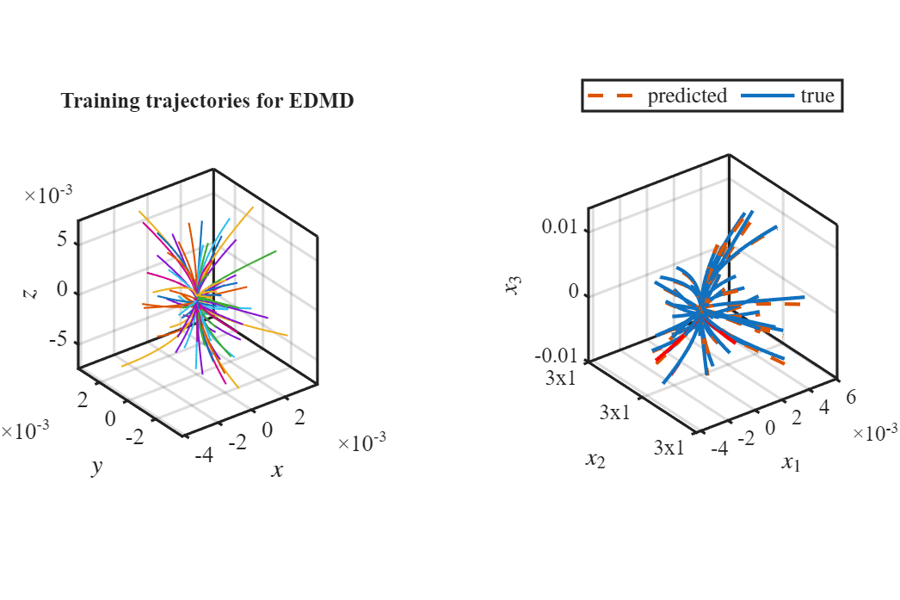 Training trajectories for EDMD
×10⁻³
5
0
-5
z
2
0
-2
×10⁻³
y
-4
-2
0
2
×10⁻³
x
predicted
true
0.01
0
-0.01
x₃
3x1
3x1
3x1
x₂
-4
-2
0
2
4
6
×10⁻³
x₁